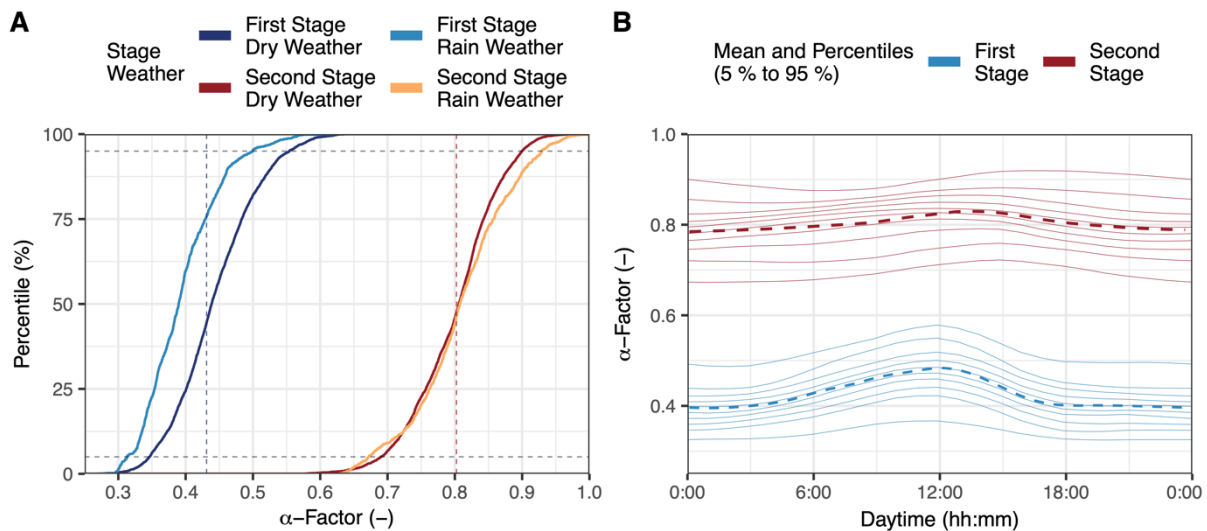 A
Stage
Weather
First Stage
Dry Weather
First Stage
Rain Weather
Second Stage
Dry Weather
Second Stage
Rain Weather
Percentile (%)
100
75
50
25
0
0.3 0.4 0.5 0.6 0.7 0.8 0.9 1.0
α−Factor (−)
B
Mean and Percentiles
(5 % to 95 %)
First
Stage
Second
Stage
α−Factor (−)
1.0
0.8
0.6
0.4
0:00 6:00 12:00 18:00 0:00
Daytime (hh:mm)